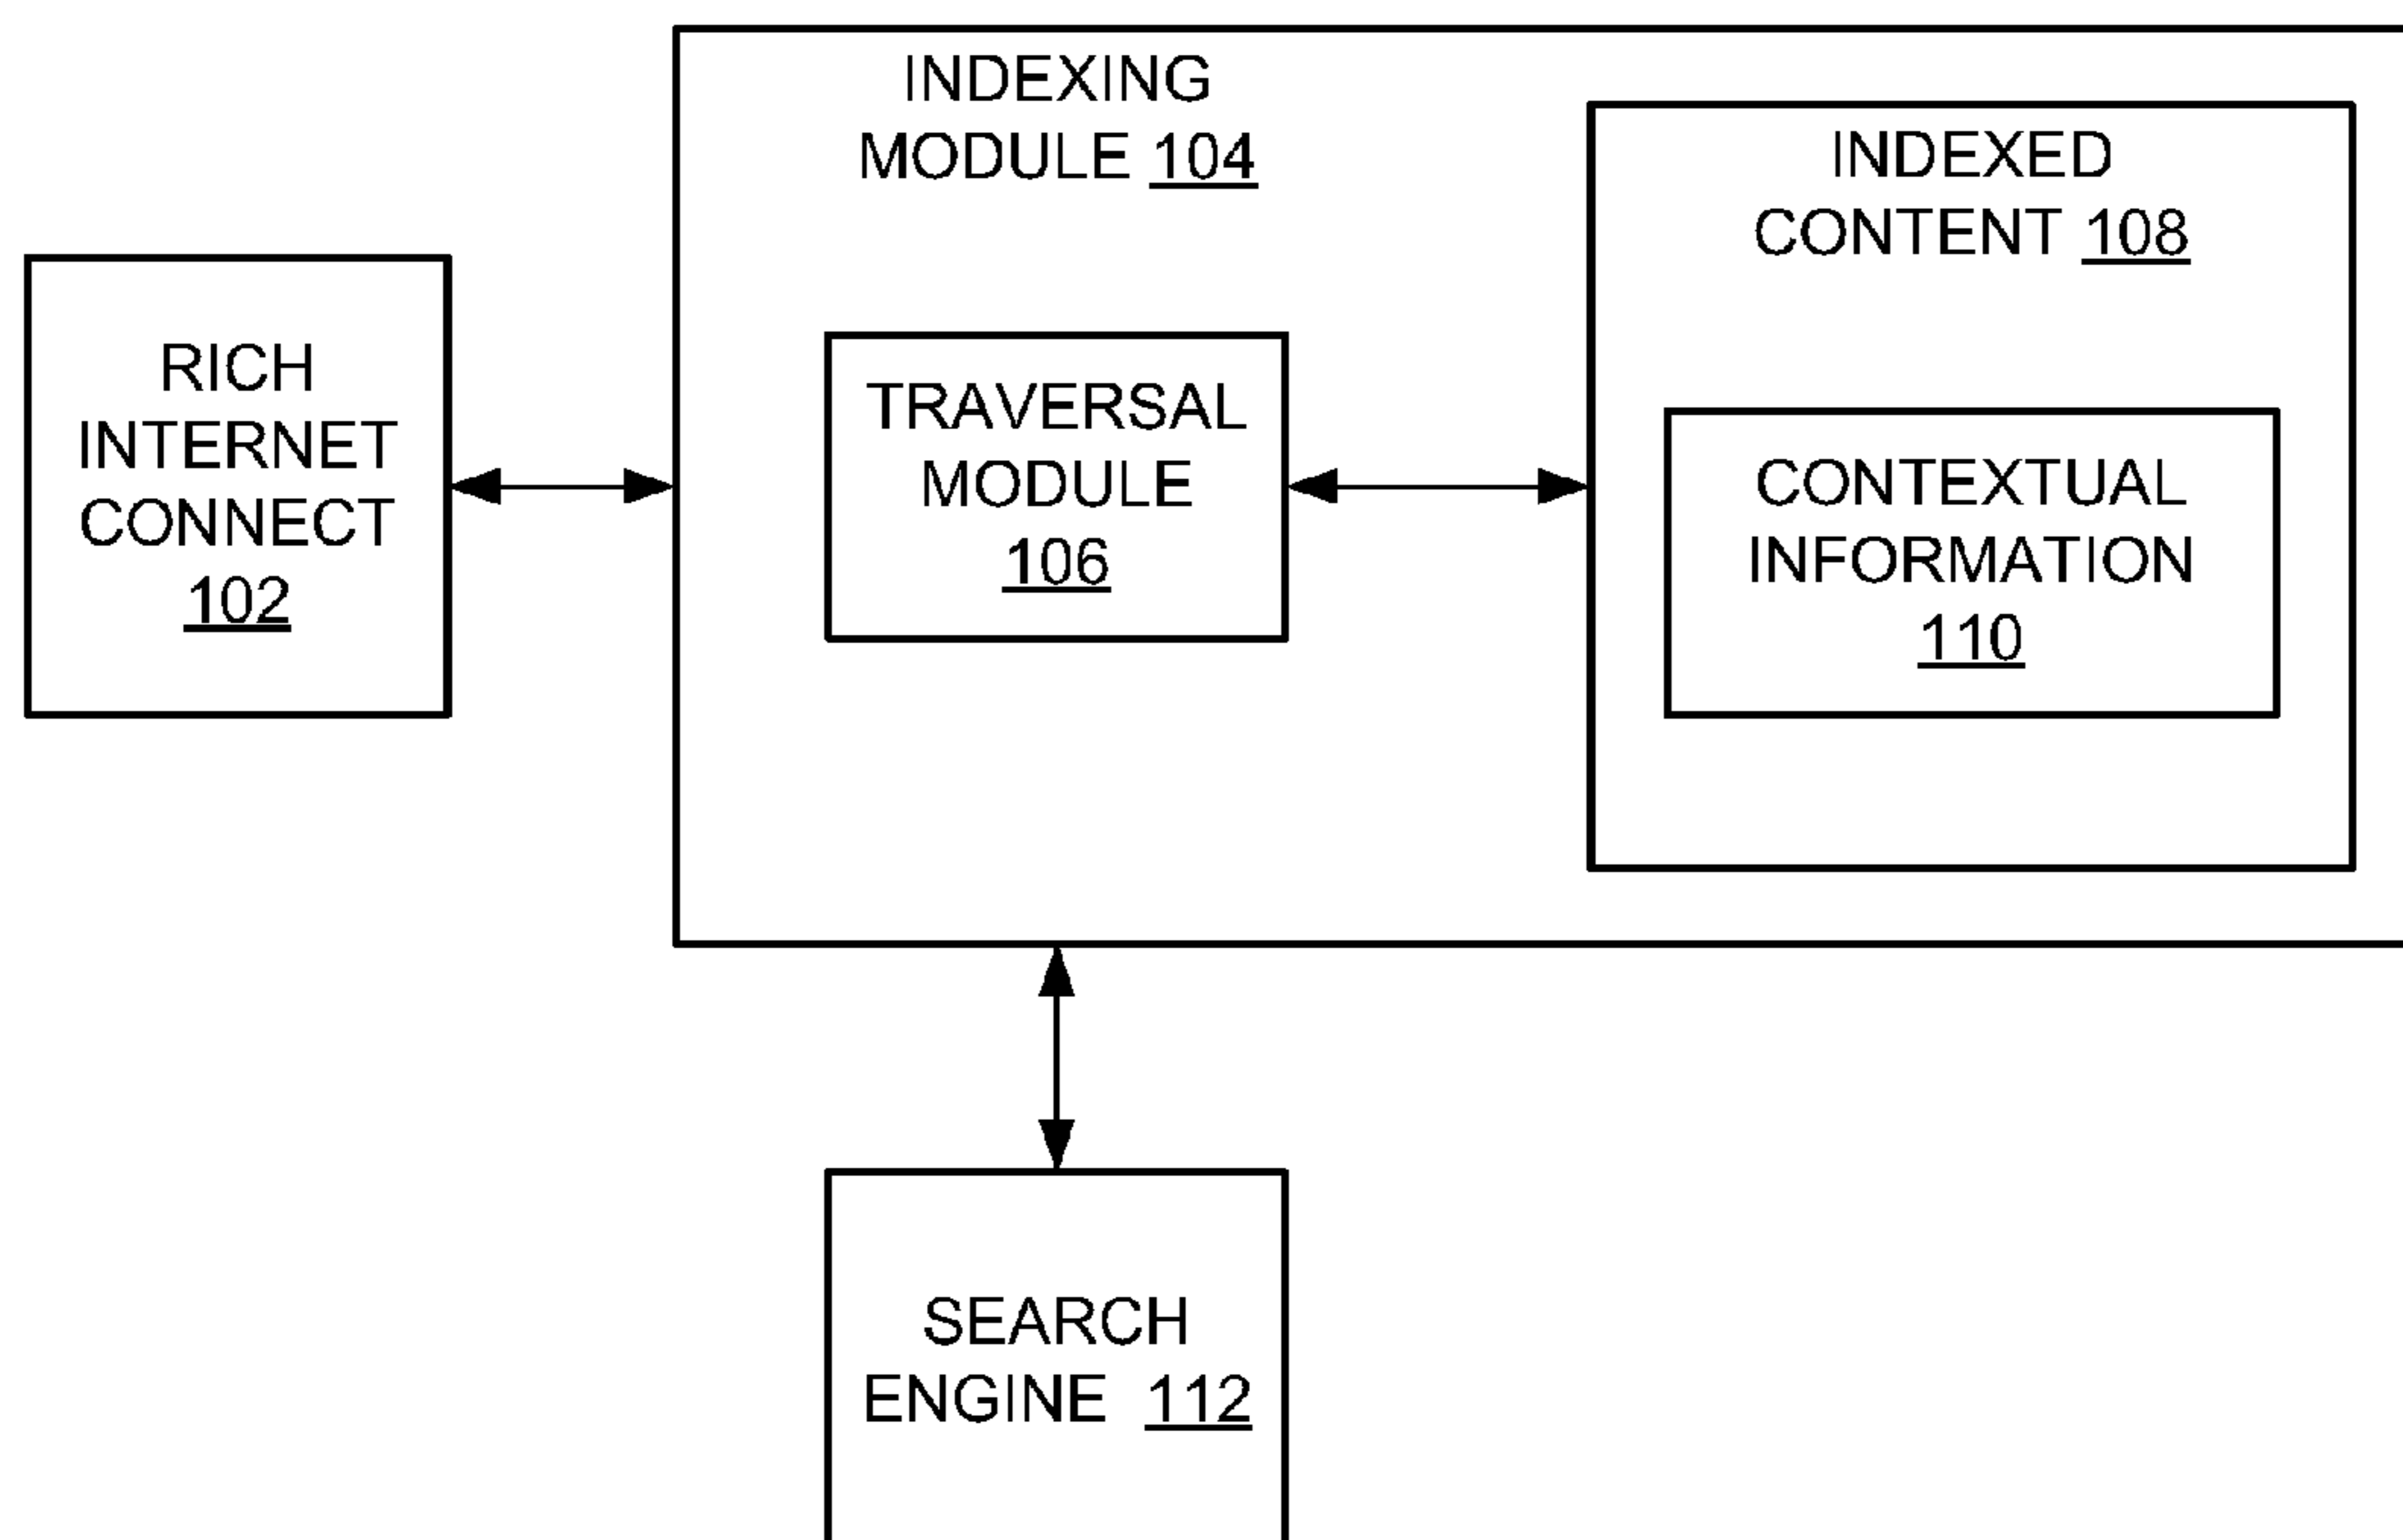 INDEXING
MODULE 104
INDEXED
CONTENT 108
RICH
INTERNET
CONNECT
102
TRAVERSAL
MODULE
106
CONTEXTUAL
INFORMATION
110
SEARCH
ENGINE 112